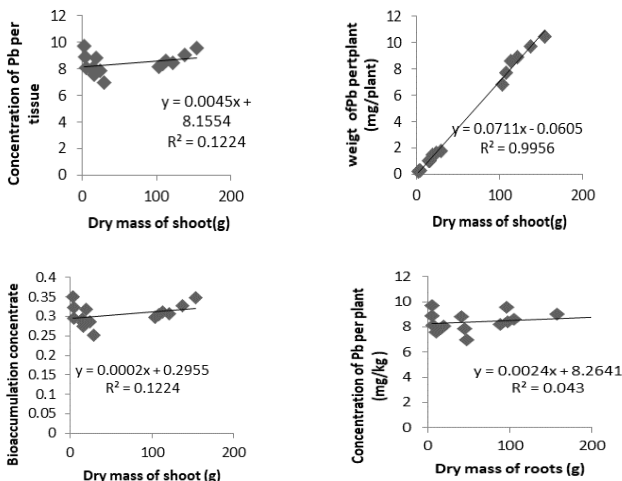 Concentration of Pb per
tissue
12
10
8
6
4
2
0
y = 0.0045x +
8.1554
R² = 0.1224
0
100
200
Dry mass of shoot(g)
weigt ofPb pertplant
(mg/plant)
12
10
8
6
4
2
0
y = 0.0711x - 0.0605
R² = 0.9956
0
50
100
150
200
Dry mass of shoot(g)
Bioaccumulation concentrate
0.4
0.35
0.3
0.25
0.2
0.15
0.1
0.05
0
y = 0.0002x + 0.2955
R² = 0.1224
0
100
200
Dry mass of shoot (g)
Concentration of Pb per plant
(mg/kg)
12
10
8
6
4
2
0
y = 0.0024x + 8.2641
R² = 0.043
0
100
200
Dry mass of roots (g)